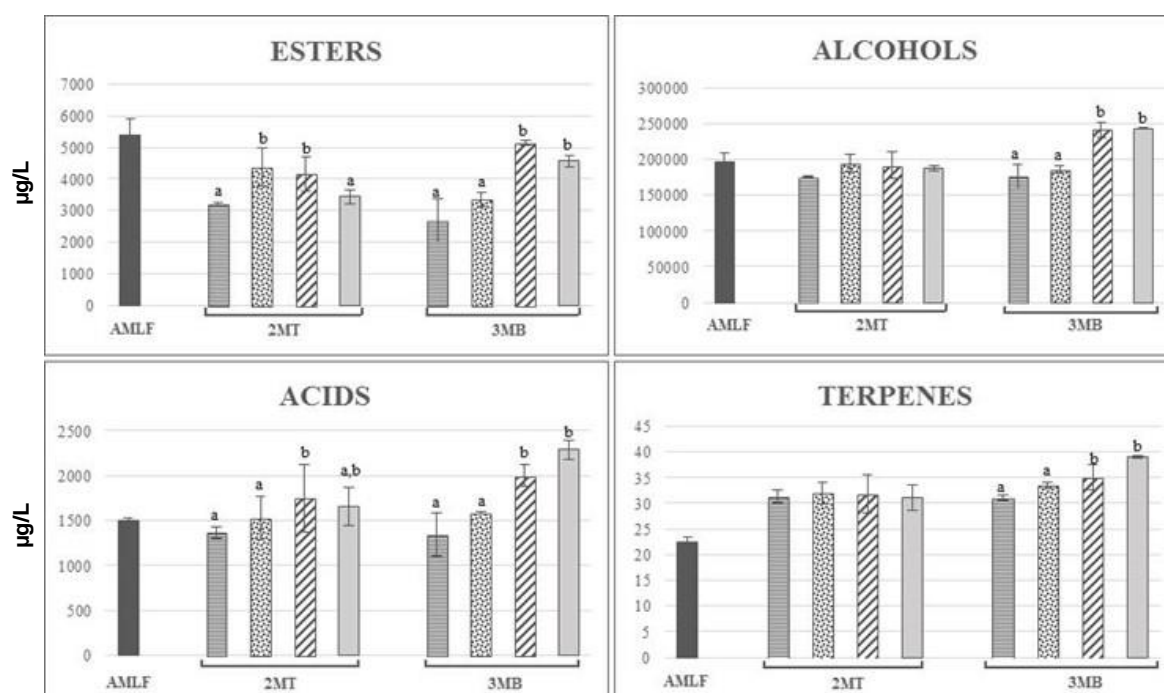 ESTERS
µg/L
7000
6000
5000
4000
3000
2000
1000
0
b
b
a
a
a
a
b
b
AMLF
2MT
3MB
ALCOHOLS
300000
250000
200000
150000
100000
50000
0
a
a
b
b
AMLF
2MT
3MB
ACIDS
µg/L
2500
2000
1500
1000
500
0
a
a
b
a,b
a
a
b
b
AMLF
2MT
3MB
TERPENES
45
40
35
30
25
20
15
10
5
0
a
a
b
b
AMLF
2MT
3MB